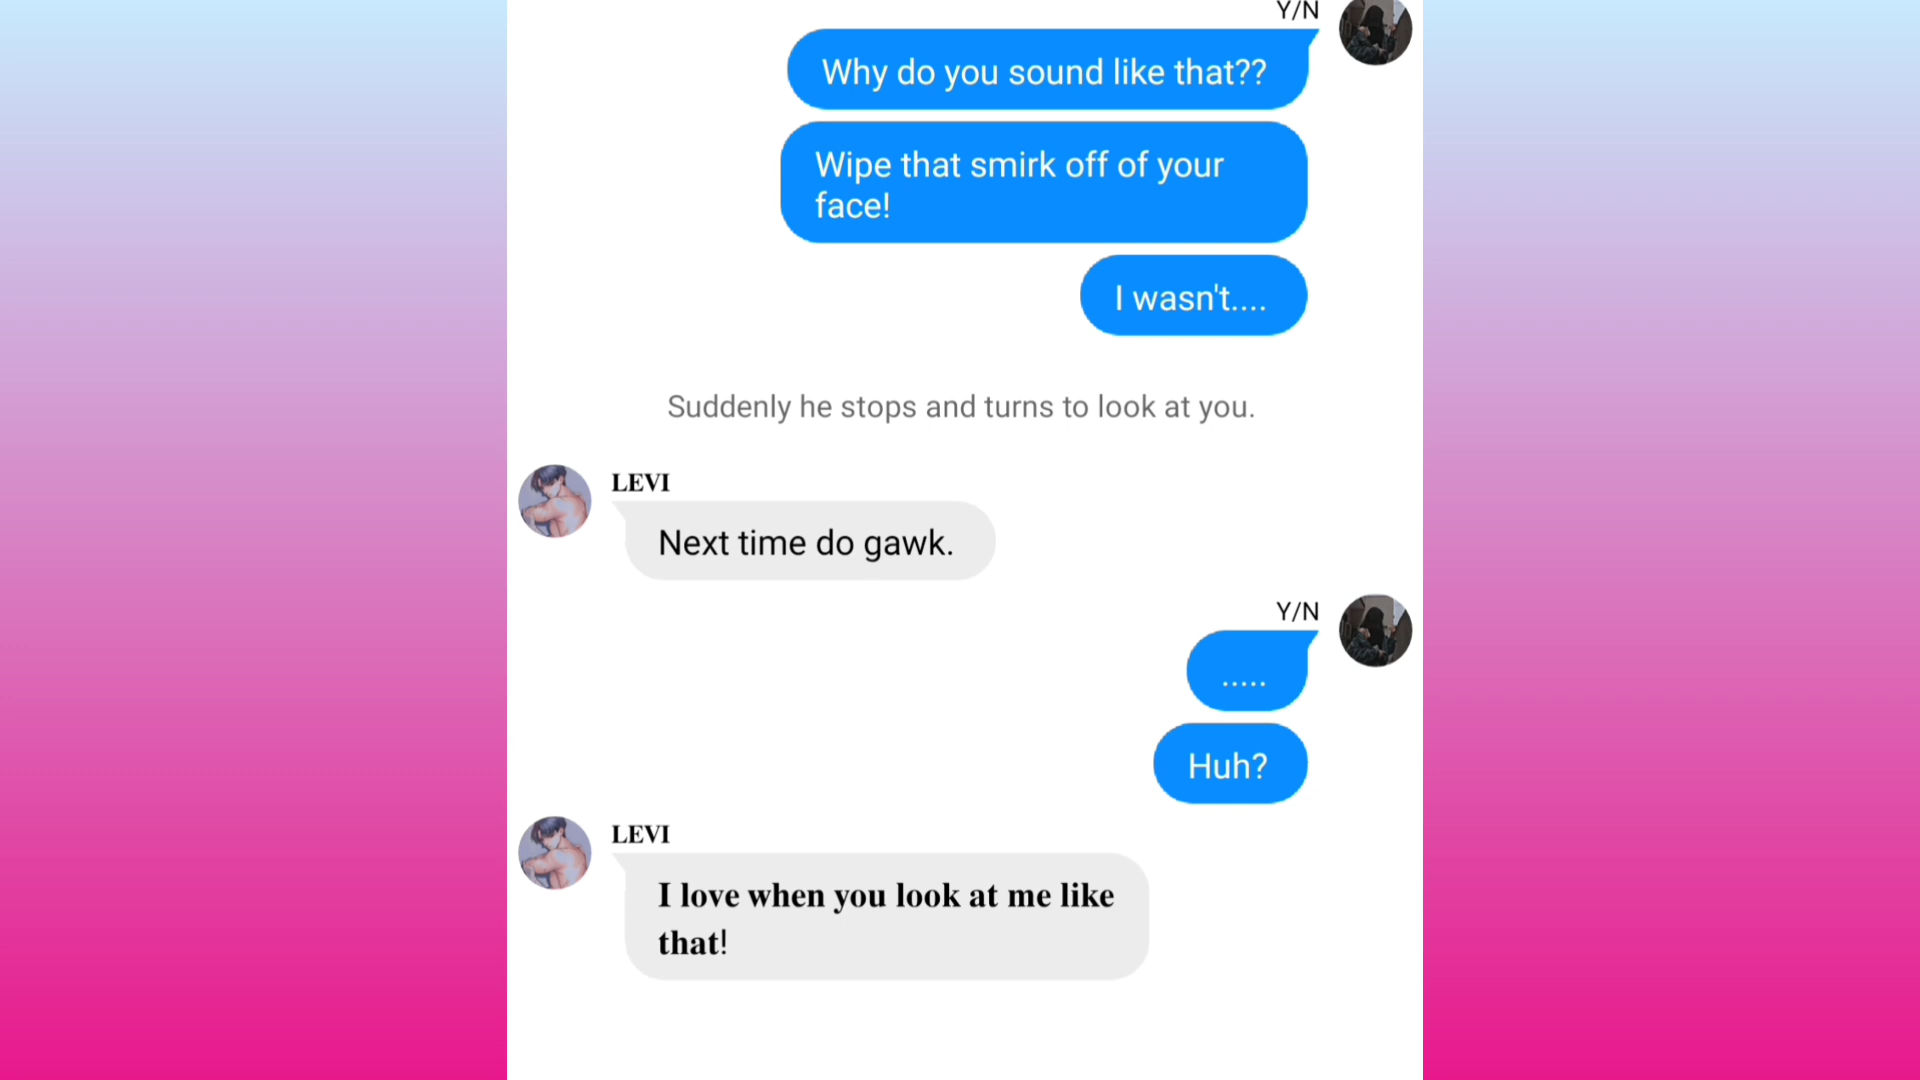 Y/N
Why do you sound like that??
Wipe that smirk off of your
face!
I wasn't....
Suddenly he stops and turns to look at you.
LEVI
Next time do gawk.
Y/N
.....
Huh?
LEVI
I love when you look at me like
that!